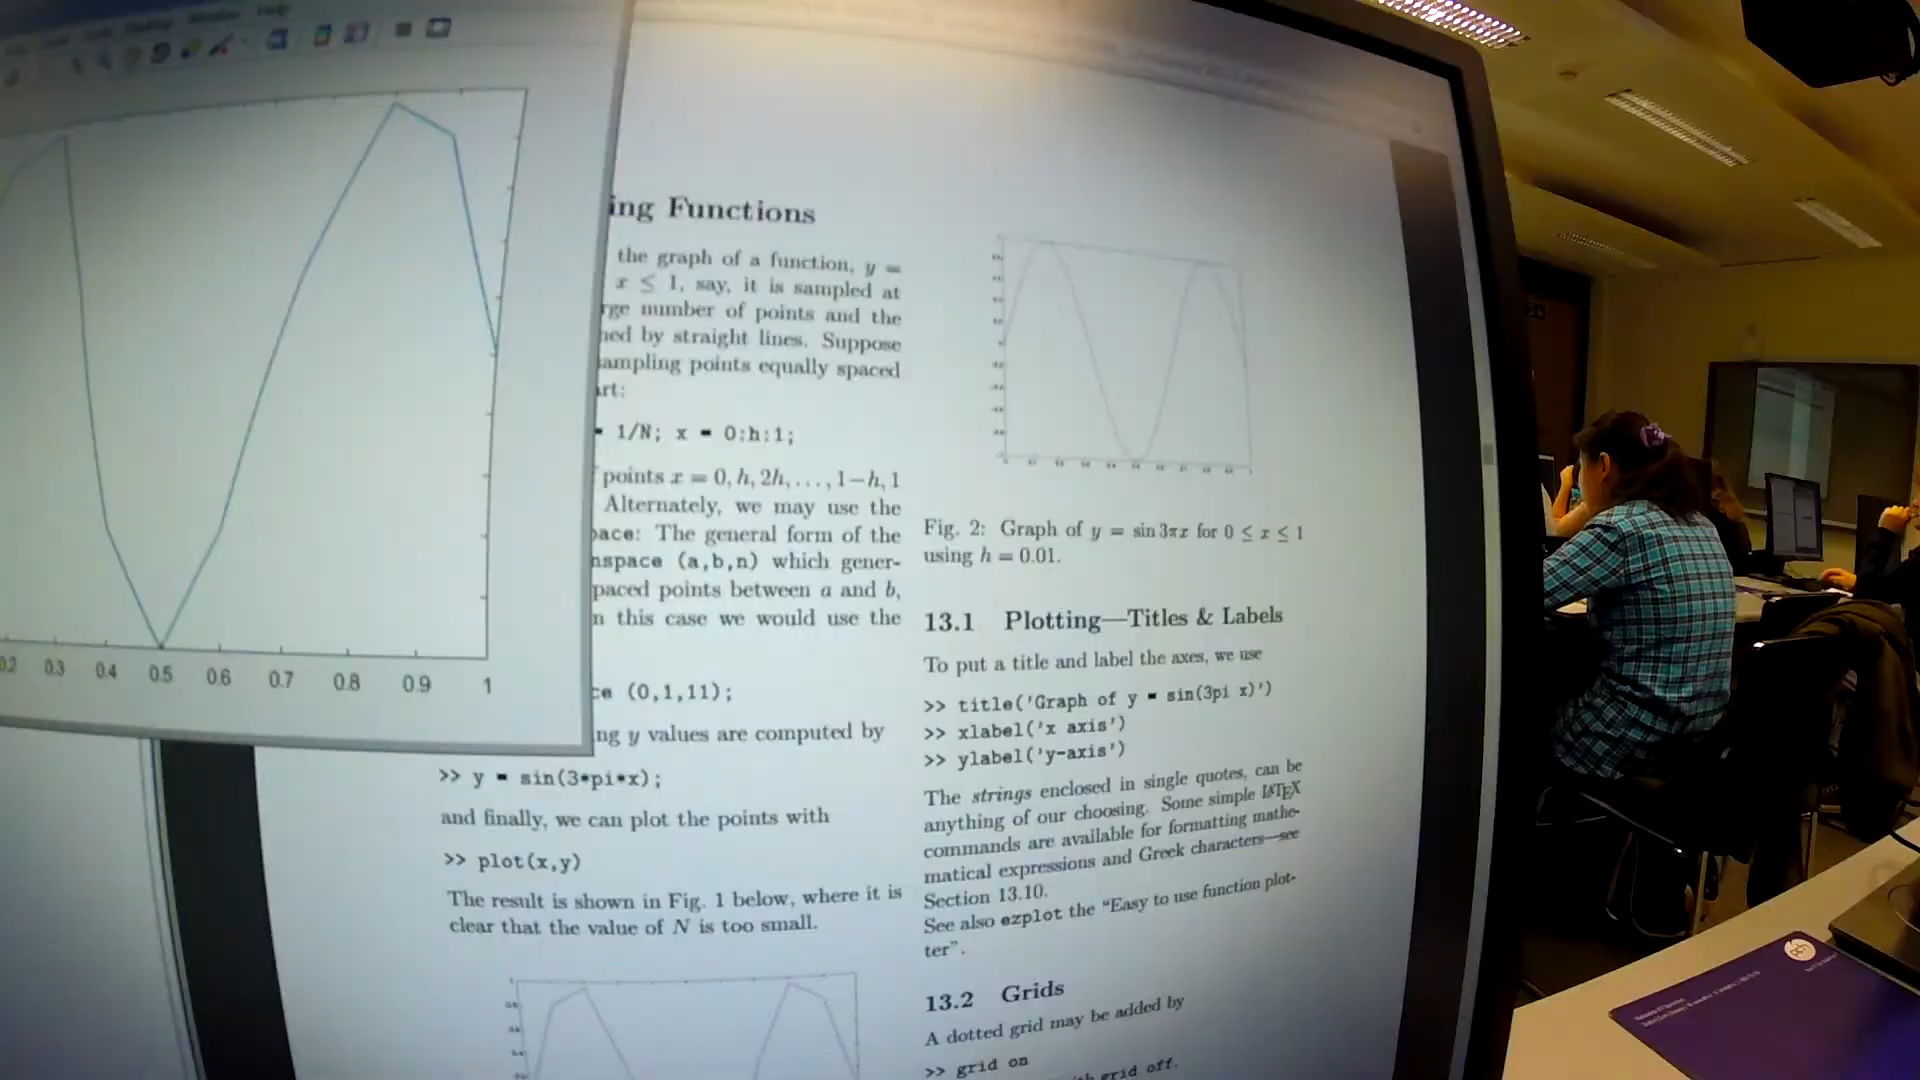 0.2 0.3 0.4 0.5 0.6 0.7 0.8 0.9 1
ing Functions
the graph of a function, y =
x ≤ 1, say, it is sampled at
number of points and the
by straight lines. Suppose
points equally spaced
1/N; x = 0:h:1;
points x = 0, h, 2h, . . . , 1−h, 1
Alternately, we may use the
The general form of the
(a,b,n) which gener-
points between a and b,
this case we would use the
(0,1,11);
y values are computed by
>> y = sin(3*pi*x);
and finally, we can plot the points with
>> plot(x,y)
The result is shown in Fig. 1 below, where it is
clear that the value of N is too small.
Fig. 2: Graph of y = sin 3πx for 0 ≤ x ≤ 1
using h = 0.01.
13.1 Plotting—Titles & Labels
To put a title and label the axes, we use
>> title('Graph of y = sin(3pi x)')
>> xlabel('x axis')
>> ylabel('y-axis')
The strings enclosed in single quotes, can be
anything of our choosing. Some simple LATEX
commands are available for formatting mathe-
matical expressions and Greek characters—see
Section 13.10.
See also ezplot the “Easy to use function plot-
ter”.
13.2 Grids
A dotted grid may be added by
>> grid on
grid off.